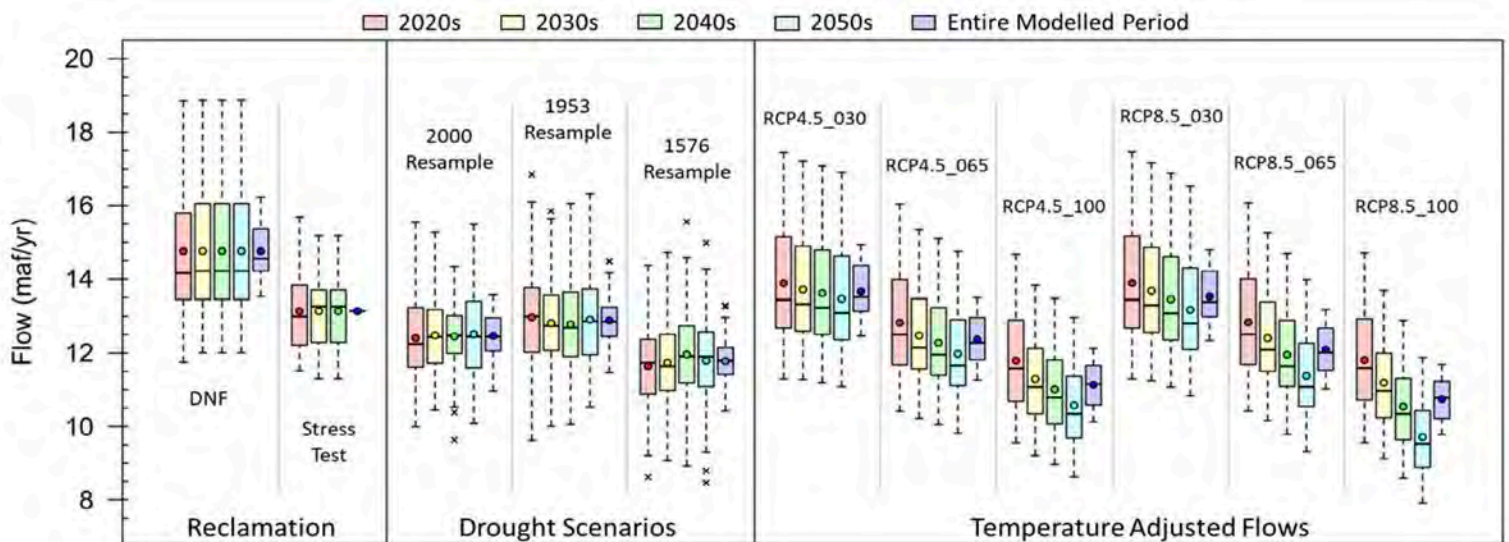 2020s 2030s 2040s 2050s Entire Modelled Period
Flow (maf/yr)
20
18
16
14
12
10
8
DNF
Stress
Test
2000
Resample
1953
Resample
1576
Resample
RCP4.5_030
RCP4.5_065
RCP4.5_100
RCP8.5_030
RCP8.5_065
RCP8.5_100
Reclamation
Drought Scenarios
Temperature Adjusted Flows